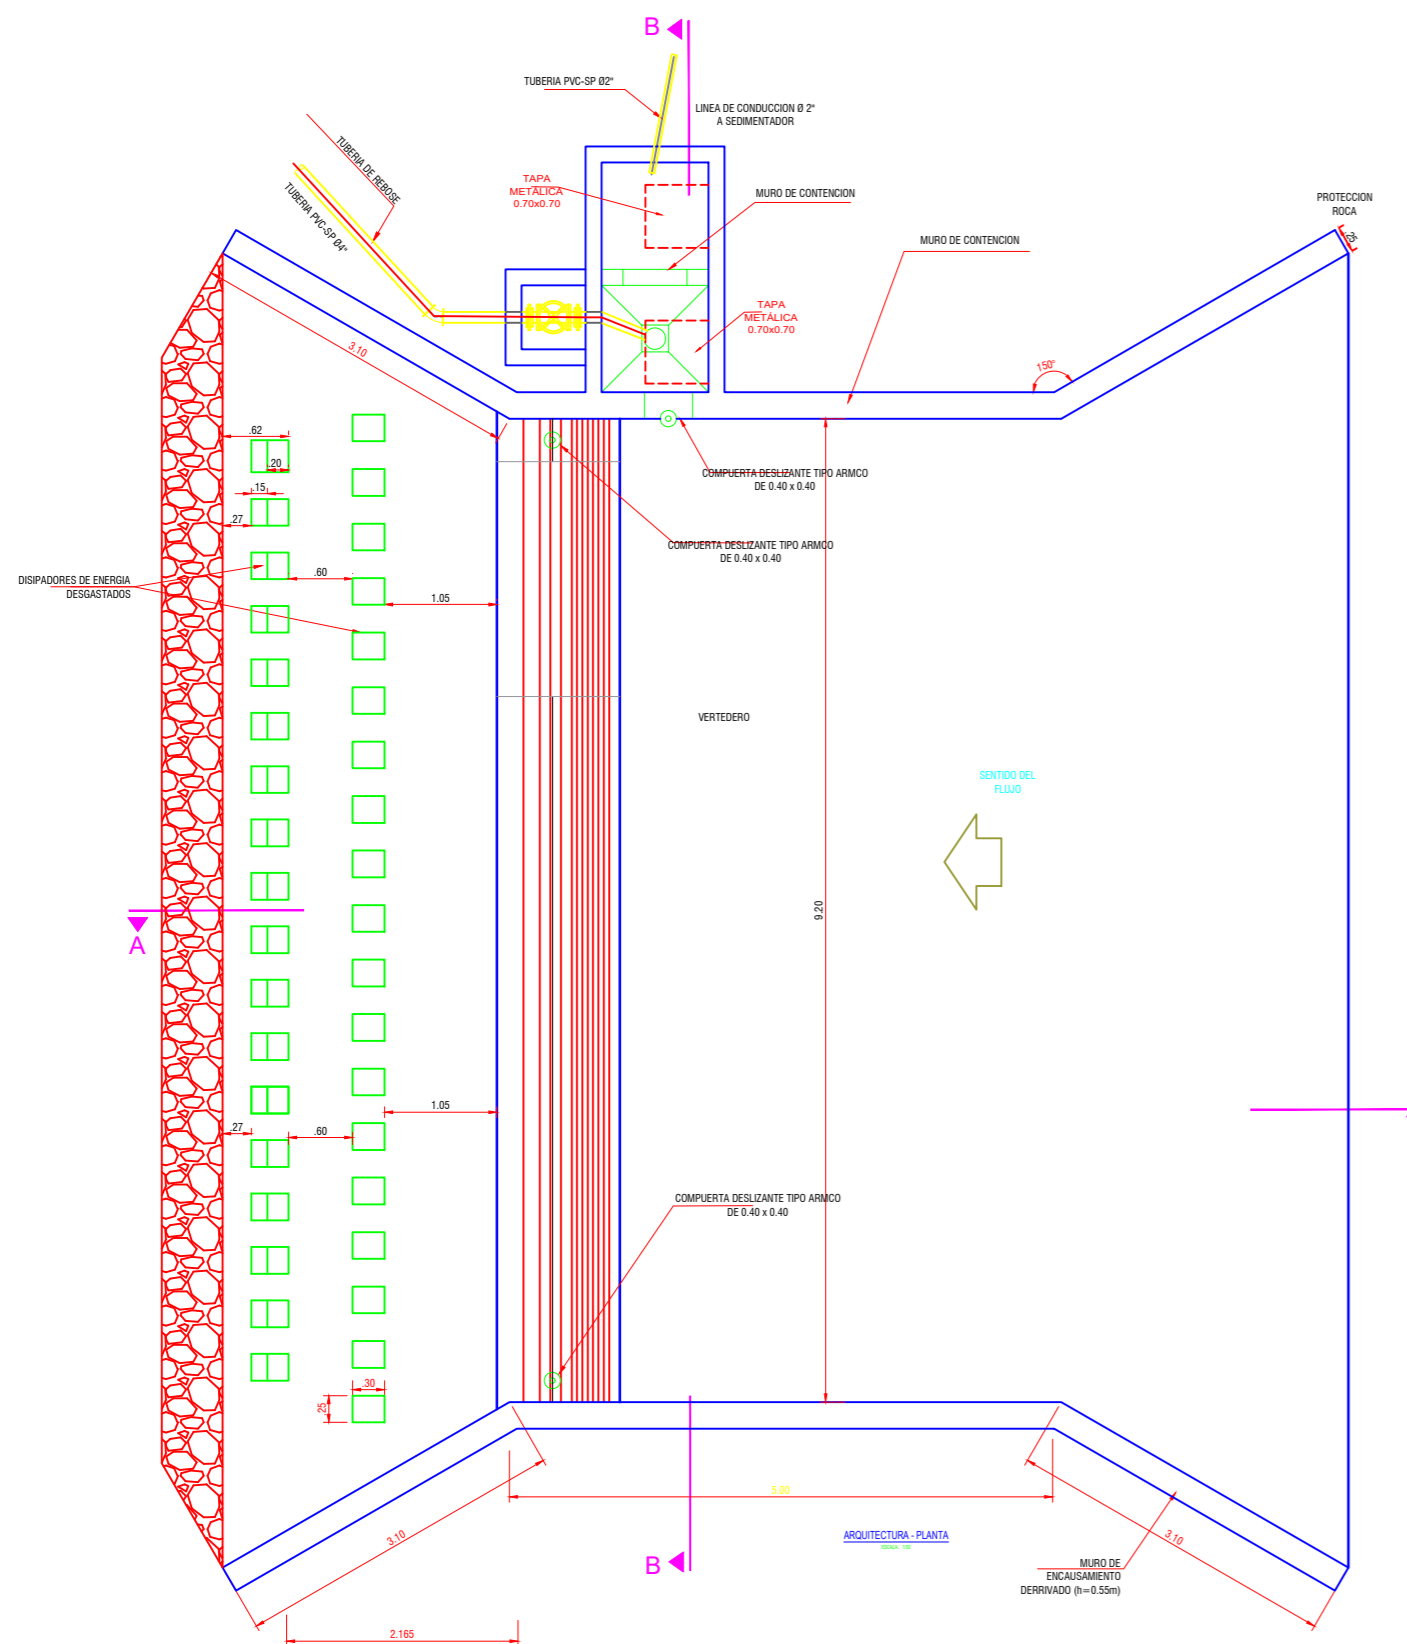 B
TUBERIA PVC-SP Ø2"
LINEA DE CONDUCCION Ø 2"
A SEDIMENTADOR
TUBERIA DE REBOSE
TUBERIA PVC-SP Ø4"
TAPA
METÁLICA
0.70x0.70
MURO DE CONTENCION
PROTECCION
ROCA
.25
MURO DE CONTENCION
TAPA
METÁLICA
0.70x0.70
3.10
150°
.62
.20
.15
.27
COMPUERTA DESLIZANTE TIPO ARMCO
DE 0.40 x 0.40
COMPUERTA DESLIZANTE TIPO ARMCO
DE 0.40 x 0.40
DISIPADORES DE ENERGIA
DESGASTADOS
.60
1.05
VERTEDERO
SENTIDO DEL
FLUJO
9.20
A
1.05
.27
.60
COMPUERTA DESLIZANTE TIPO ARMCO
DE 0.40 x 0.40
.30
.25
5.00
3.10
3.10
ARQUITECTURA - PLANTA
B
MURO DE
ENCAUSAMIENTO
DERRIVADO (h=0.55m)
2.165